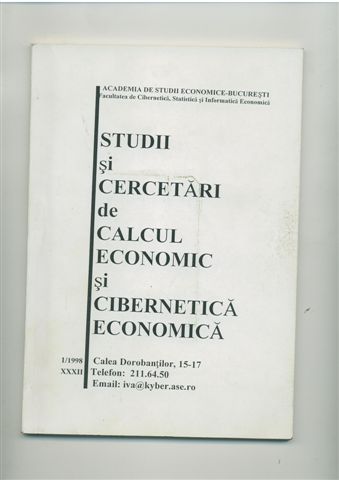 ACADEMIA DE STUDII ECONOMICE-BUCUREŞTI
Facultatea de Cibernetică, Statistică şi Informatică Economică
STUDII
şi
CERCETĂRI
de
CALCUL
ECONOMIC
şi
CIBERNETICĂ
ECONOMICĂ
1/1998
XXXII
Calea Dorobanţilor, 15-17
Telefon: 211.64.50
Email: iva@kyber.ase.ro